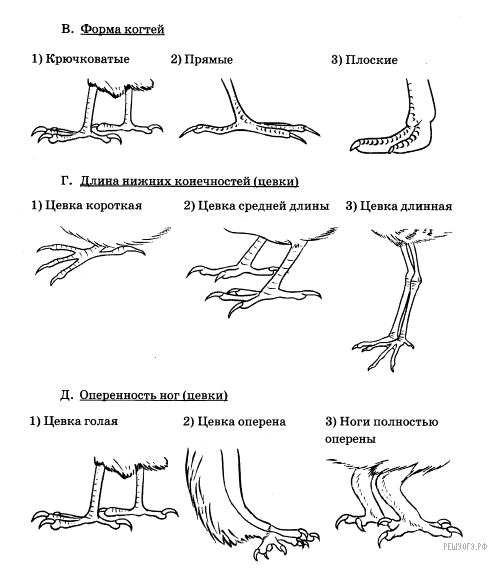 В. Форма когтей
1) Крючковатые 2) Прямые 3) Плоские
Г. Длина нижних конечностей (цевки)
1) Цевка короткая 2) Цевка средней длины 3) Цевка длинная
Д. Оперенность ног (цевки)
1) Цевка голая 2) Цевка оперена 3) Ноги полностью
оперены
РЕШУОГЭ.РФ